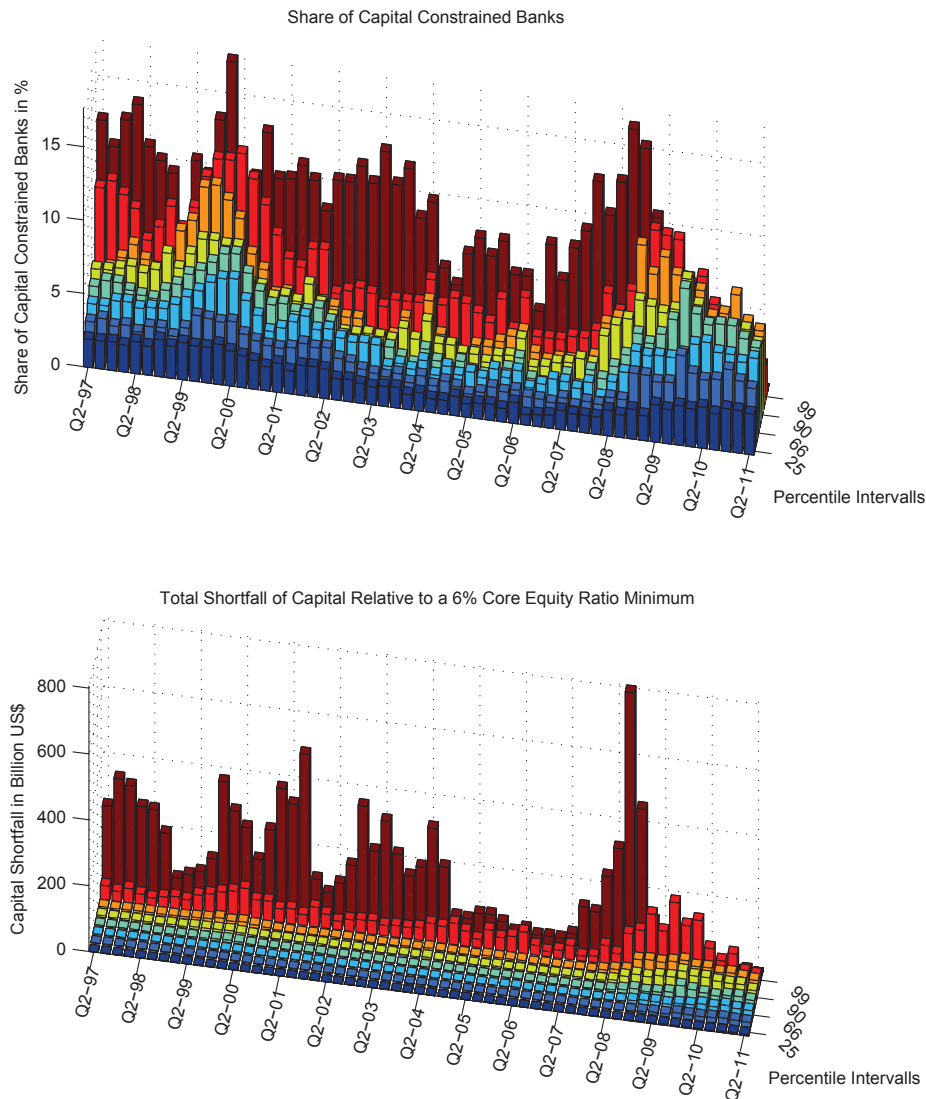 Share of Capital Constrained Banks
Share of Capital Constrained Banks in %
15
10
5
0
Q2−97
Q2−98
Q2−99
Q2−00
Q2−01
Q2−02
Q2−03
Q2−04
Q2−05
Q2−06
Q2−07
Q2−08
Q2−09
Q2−10
Q2−11
99
90
66
25
Percentile Intervalls
Total Shortfall of Capital Relative to a 6% Core Equity Ratio Minimum
Capital Shortfall in Billion US$
800
600
400
200
0
Q2−97
Q2−98
Q2−99
Q2−00
Q2−01
Q2−02
Q2−03
Q2−04
Q2−05
Q2−06
Q2−07
Q2−08
Q2−09
Q2−10
Q2−11
99
90
66
25
Percentile Intervalls